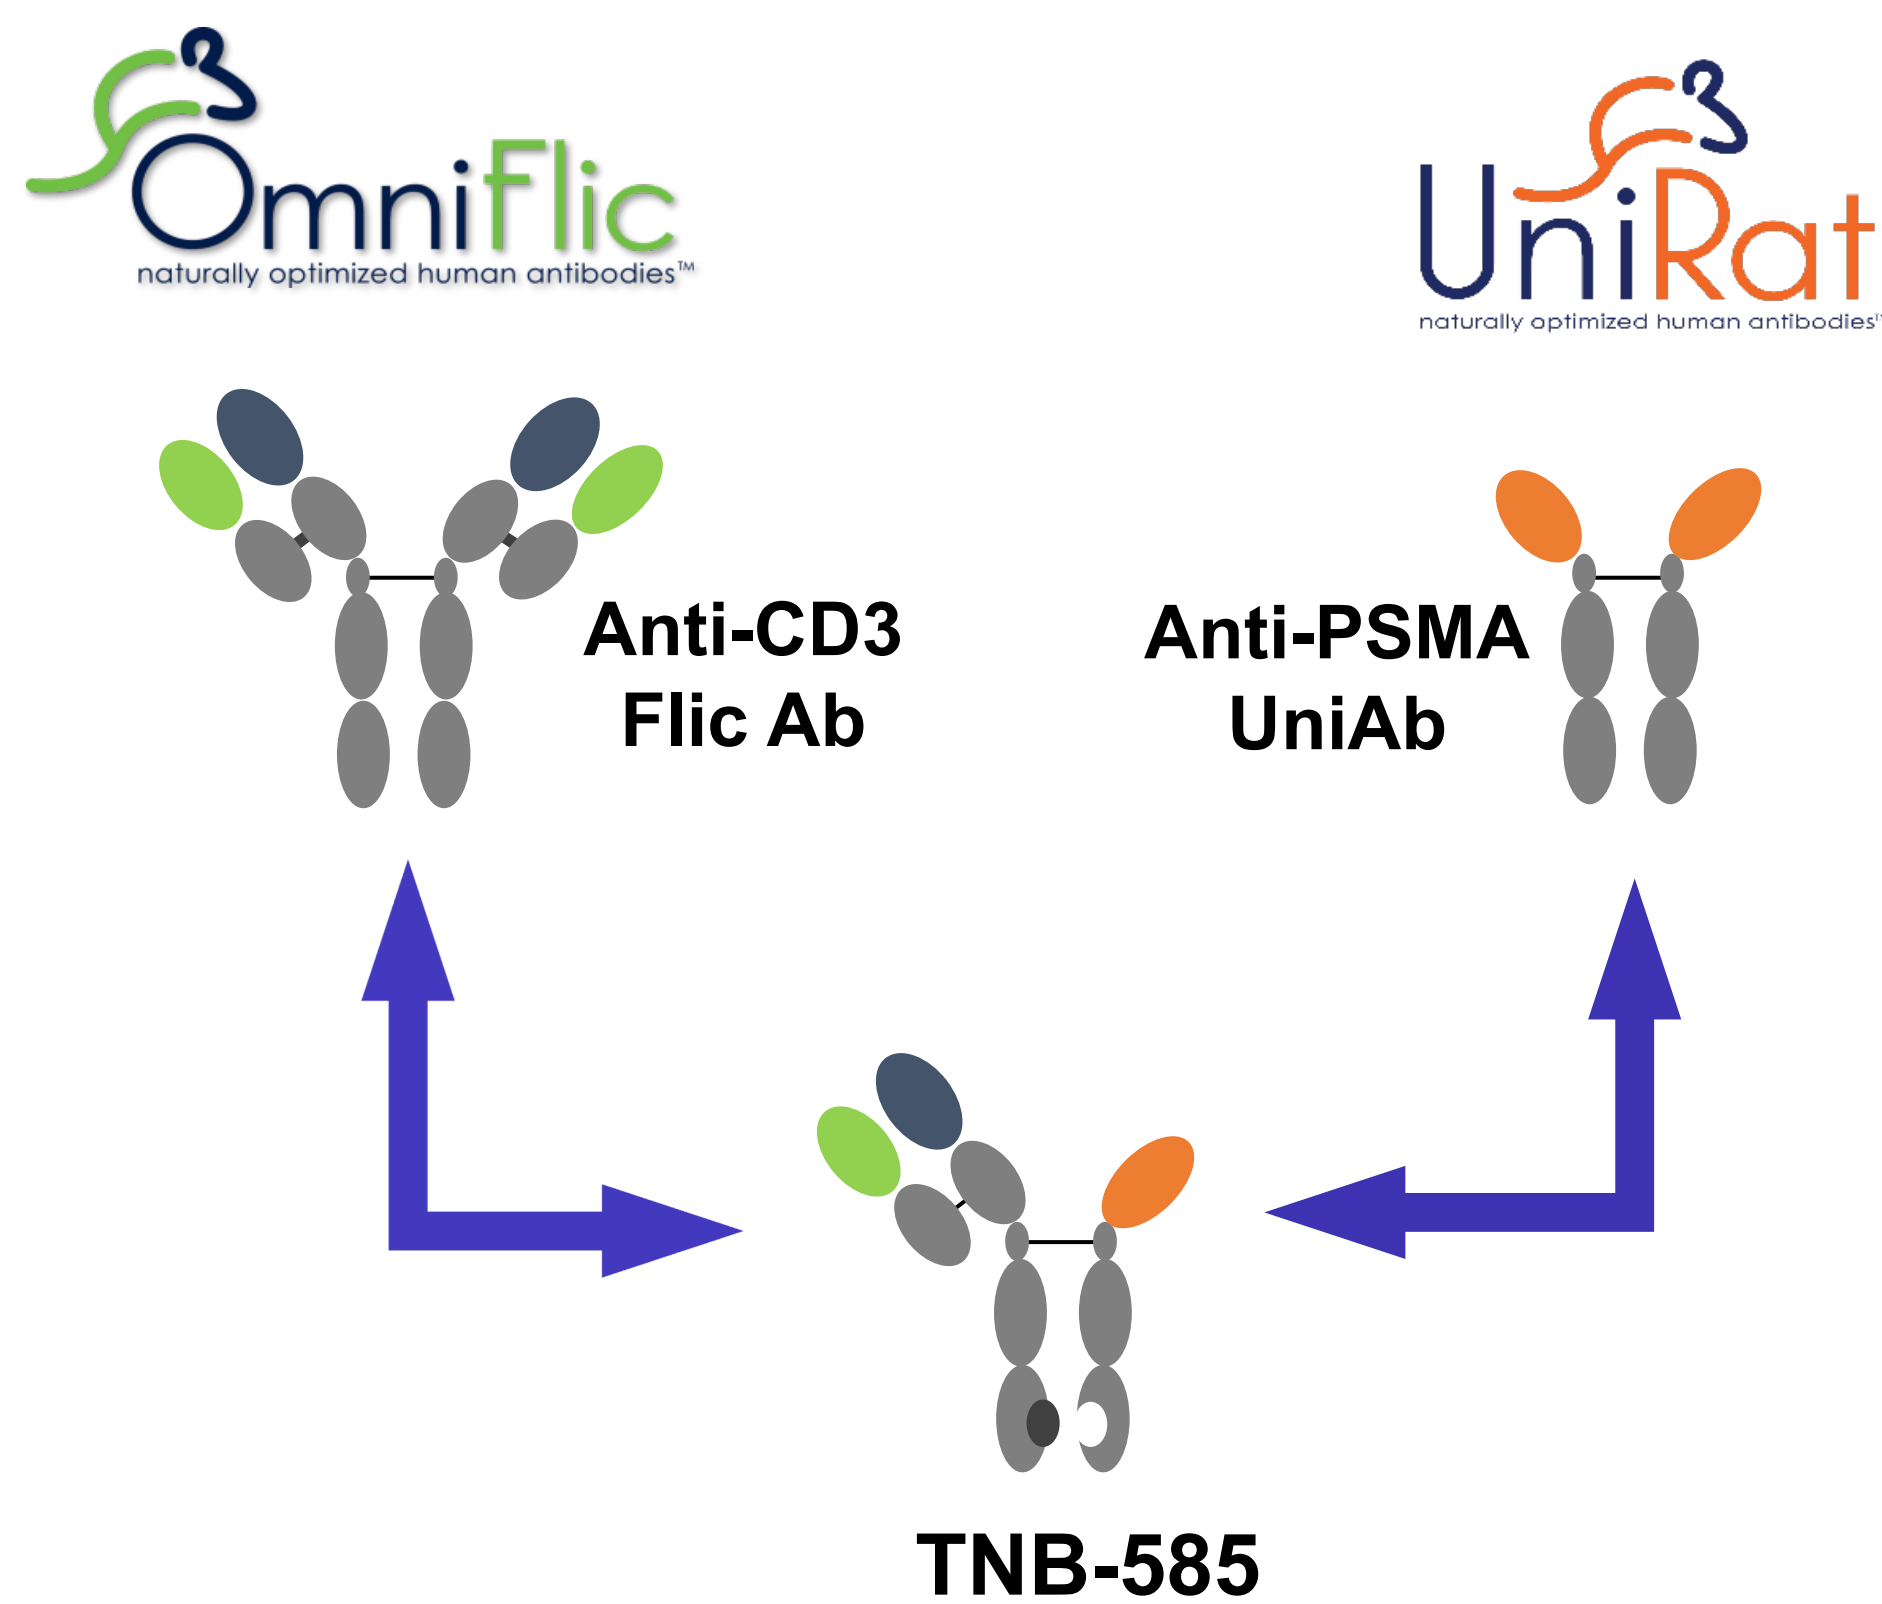 OmniFlic
naturally optimized human antibodies™
UniRat
naturally optimized human antibodies™
Anti-CD3
Flic Ab
Anti-PSMA
UniAb
TNB-585